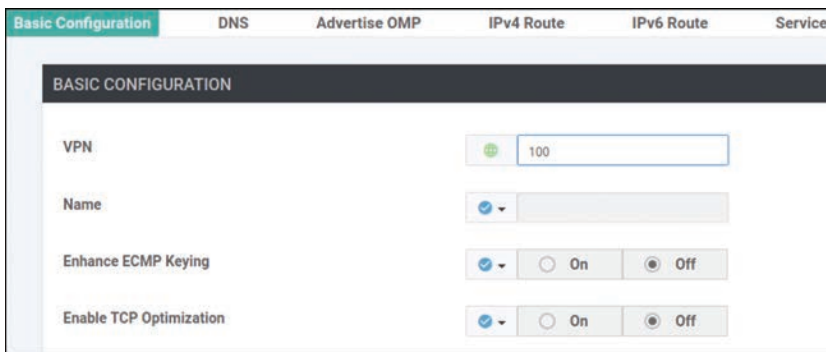 Basic Configuration DNS Advertise OMP IPv4 Route IPv6 Route Service
BASIC CONFIGURATION
VPN 100
Name
Enhance ECMP Keying On Off
Enable TCP Optimization On Off